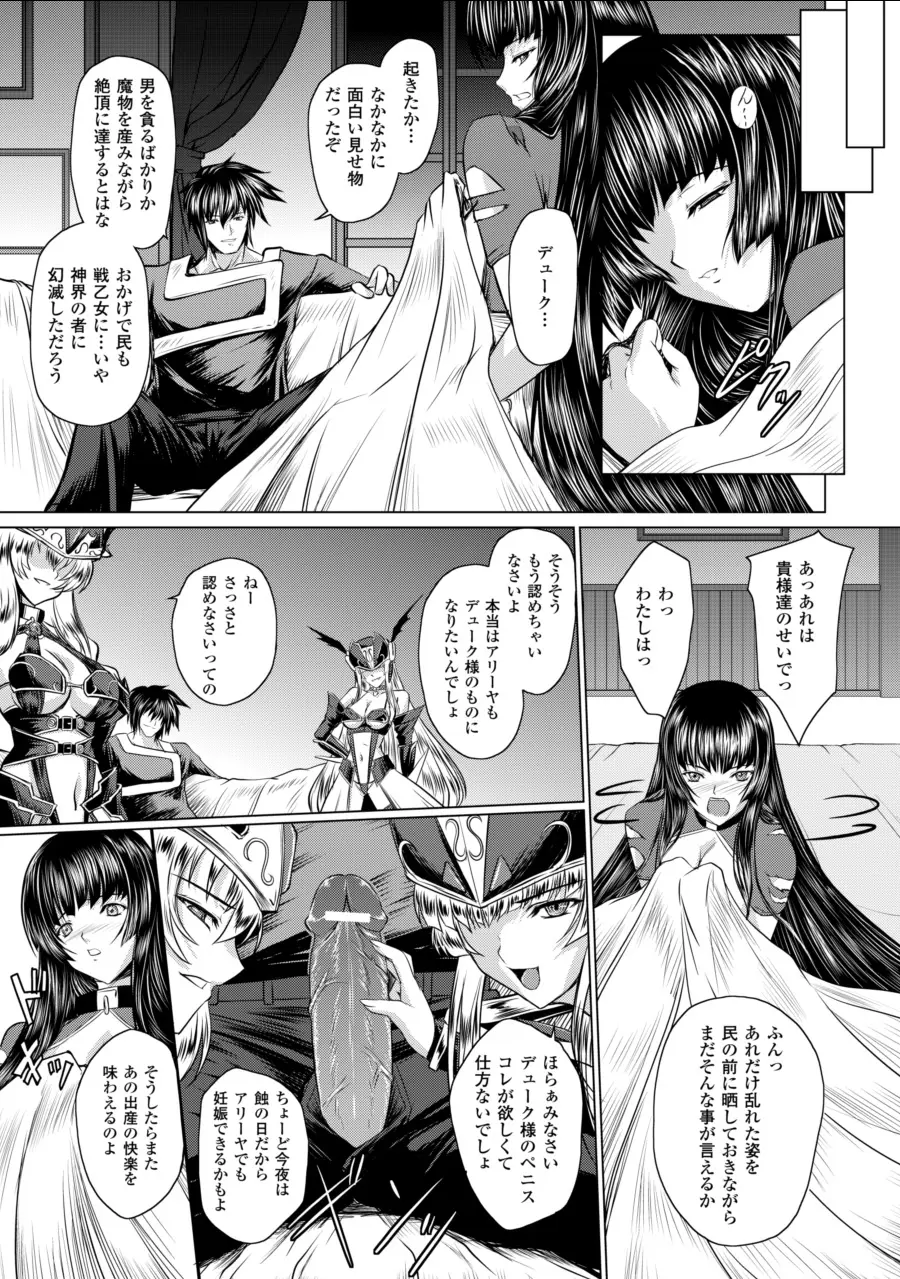 ん…
ピクッ
デューク…
起きたか…
なかなかに
面白い見せ物
だったぞ
男を貪るばかりか
魔物を産みながら
絶頂に達するとはな
おかげで民も
戦乙女に…いや
神界の者に
幻滅しただろう
あっあれは
貴様達のせいでっ
わっ
わたしはっ
ふんっ
あれだけ乱れた姿を
民の前に晒しておきながら
まだそんな事が言えるか
そうそう
もう認めちゃい
なさいよ
本当はアリーヤも
デューク様のものに
なりたいんでしょ
ねー
さっさと
認めなさいっての
ほらぁみなさい
デューク様のペニス
コレが欲しくて
仕方ないでしょ
ちょーど今夜は
蝕の日だから
アリーヤでも
妊娠できるかもよ
そうしたらまた
あの出産の快楽を
味わえるのよ
ドメックッ